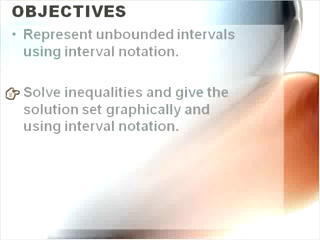 OBJECTIVES
• Represent unbounded intervals
using interval notation.
Solve inequalities and give the
solution set graphically and
using interval notation.